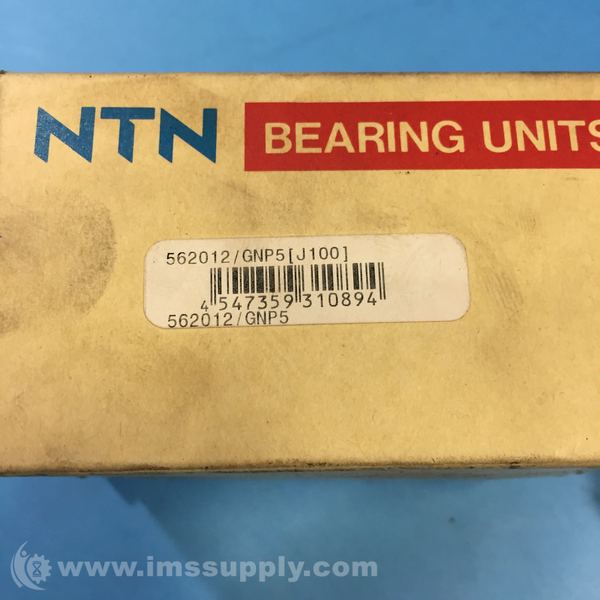 NTN BEARING UNITS
562012/GNP5[J100]
4 547359 310894
562012/GNP5
www.imssupply.com